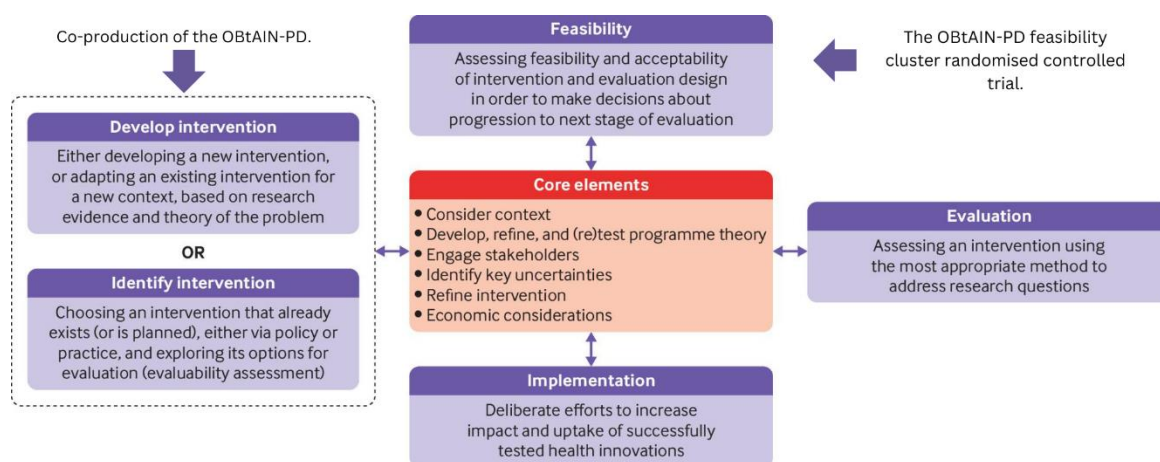 Co-production of the OBtAIN-PD.
Develop intervention
Either developing a new intervention,
or adapting an existing intervention for
a new context, based on research
evidence and theory of the problem
OR
Identify intervention
Choosing an intervention that already
exists (or is planned), either via policy or
practice, and exploring its options for
evaluation (evaluability assessment)
Feasibility
Assessing feasibility and acceptability
of intervention and evaluation design
in order to make decisions about
progression to next stage of evaluation
Core elements
• Consider context
• Develop, refine, and (re)test programme theory
• Engage stakeholders
• Identify key uncertainties
• Refine intervention
• Economic considerations
Implementation
Deliberate efforts to increase
impact and uptake of successfully
tested health innovations
The OBtAIN-PD feasibility
cluster randomised controlled
trial.
Evaluation
Assessing an intervention using
the most appropriate method to
address research questions